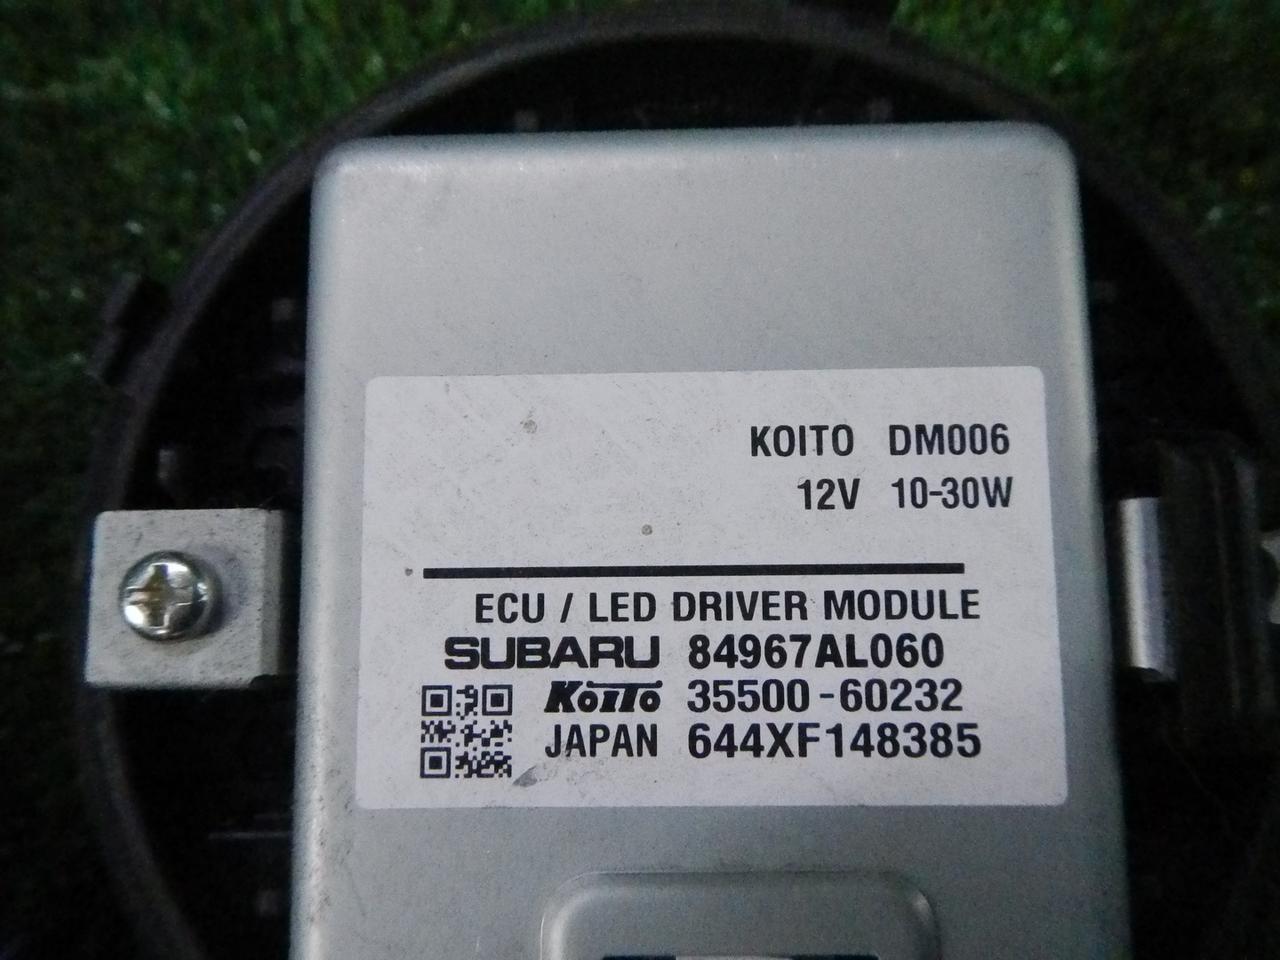 KOITO DM006
12V 10-30W
ECU / LED DRIVER MODULE
SUBARU 84967AL060
KOITO 35500-60232
JAPAN 644XF148385